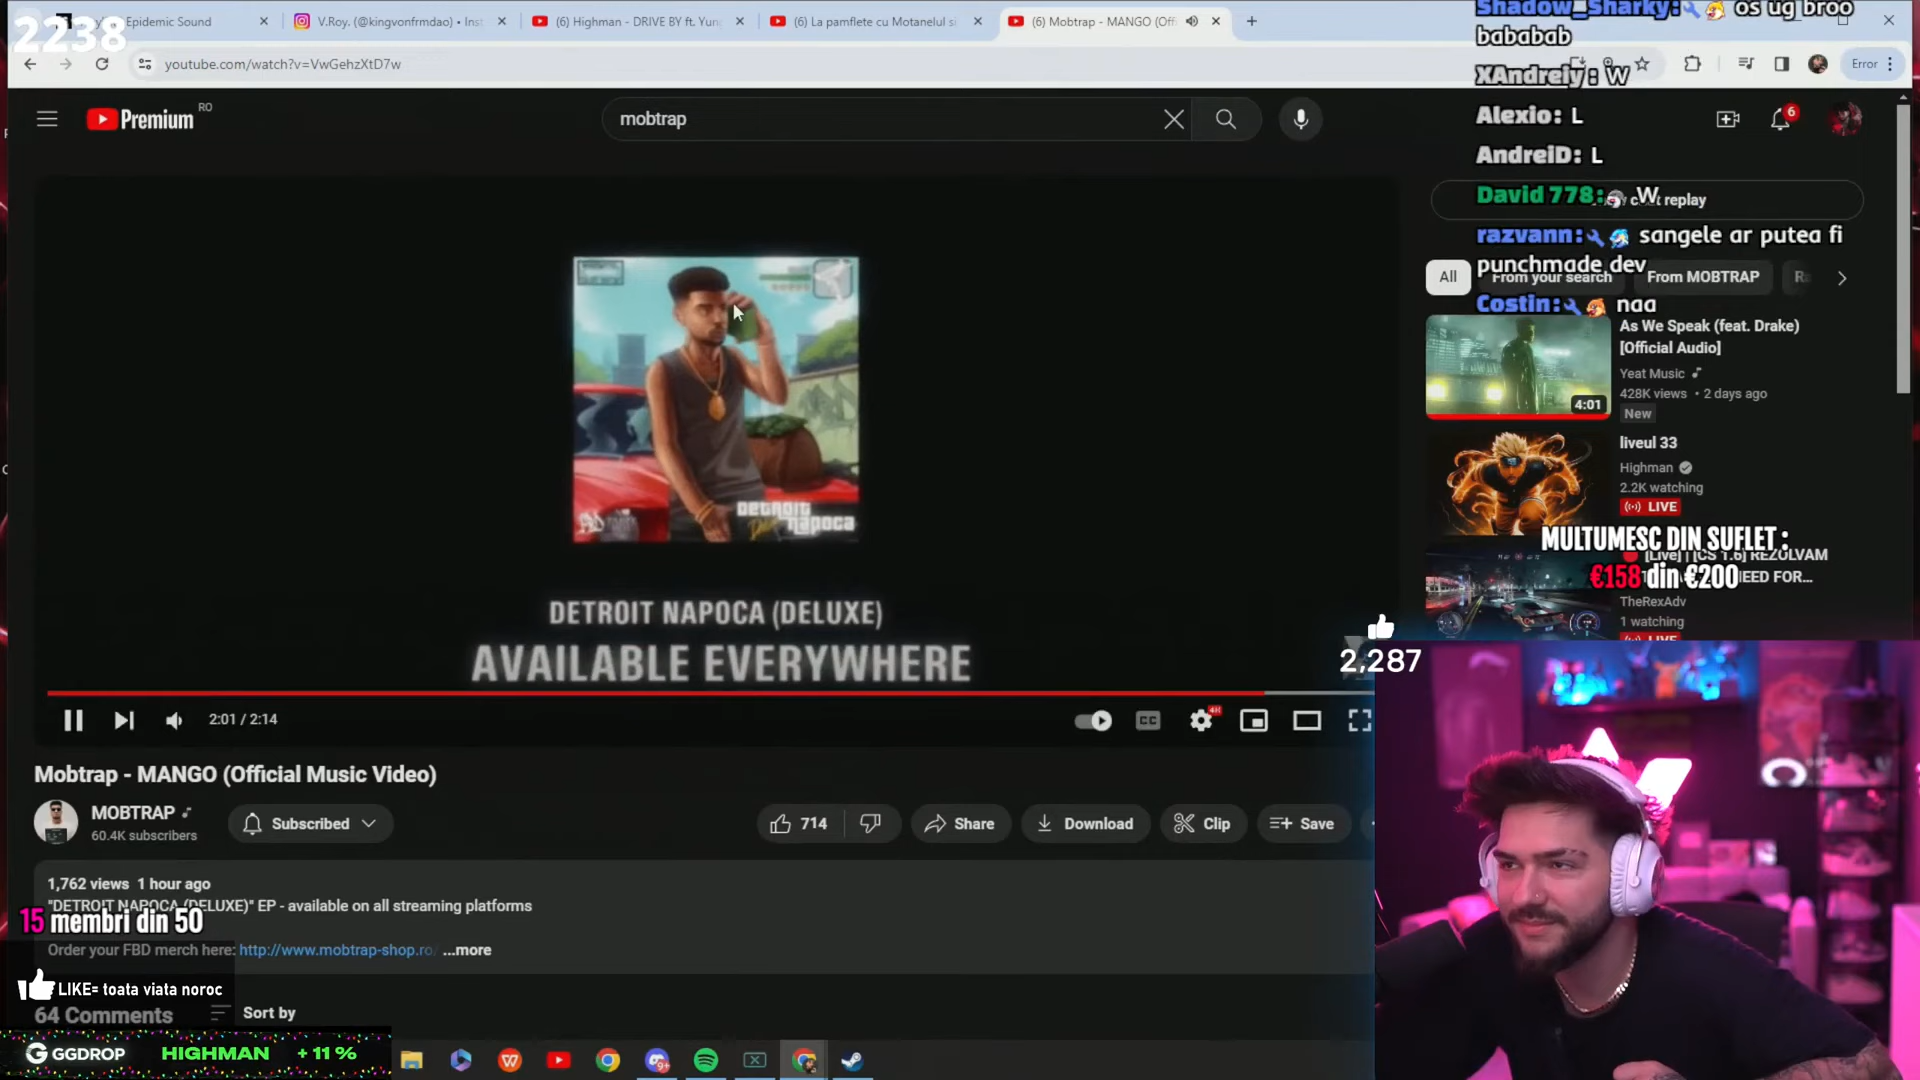 2238
Epidemic Sound
V.Roy. (@kingvonfrmdao) • Inst
(6) Highman - DRIVE BY ft. Yung
(6) La pamflete cu Motanelul si
(6) Mobtrap - MANGO (Offi
youtube.com/watch?v=VwGehzXtD7w
Error
Premium
RO
mobtrap
6
Shadow_Sharky: os ug broo
bababab
XAndreiy: W
Alexio: L
AndreiD: L
David 778: W
replay
razvann: sangele ar putea fi
punchmade dev
All
From your search
From MOBTRAP
Costin: naa
As We Speak (feat. Drake)
[Official Audio]
Yeat Music
428K views • 2 days ago
New
4:01
liveul 33
Highman
2.2K watching
LIVE
MULTUMESC DIN SUFLET :
€158 din €200
[Live] | [CS 1.6] REZOLVAM
NEED FOR...
TheRexAdv
1 watching
LIVE
2,287
DETROIT
Deluxe
NAPOCA
DETROIT NAPOCA (DELUXE)
AVAILABLE EVERYWHERE
2:01 / 2:14
CC
4K
Mobtrap - MANGO (Official Music Video)
MOBTRAP
60.4K subscribers
Subscribed
714
Share
Download
Clip
Save
1,762 views 1 hour ago
"DETROIT NAPOCA (DELUXE)" EP - available on all streaming platforms
15 membri din 50
Order your FBD merch here: http://www.mobtrap-shop.ro/ ...more
LIKE= toata viata noroc
64 Comments
Sort by
GGDROP
HIGHMAN
+ 11 %